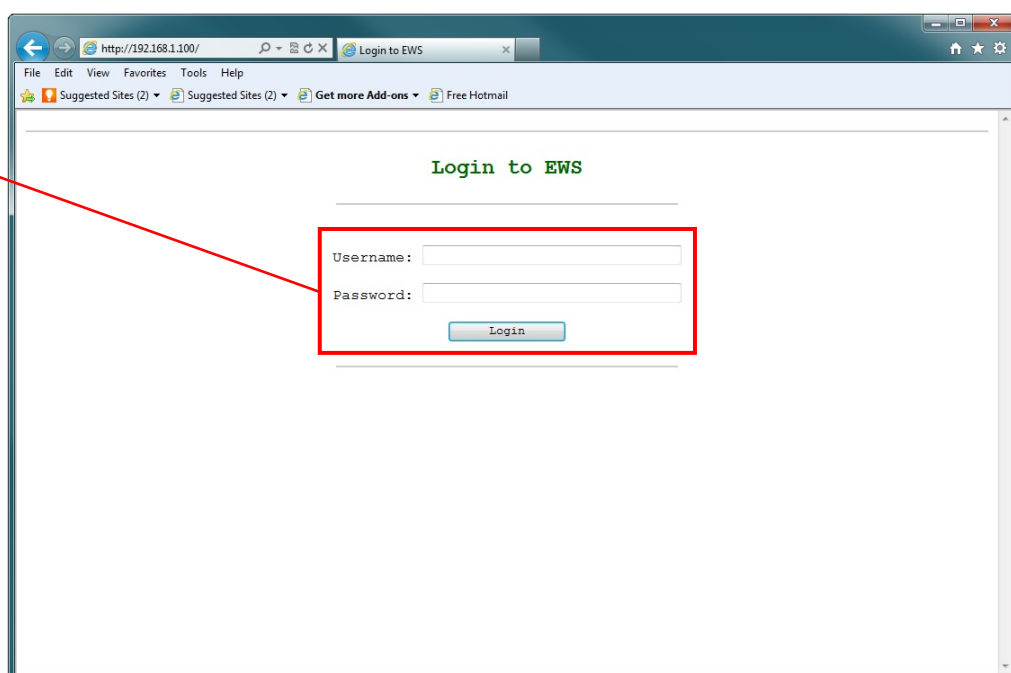 http://192.168.1.100/ Login to EWS
File Edit View Favorites Tools Help
Suggested Sites (2) Suggested Sites (2) Get more Add-ons Free Hotmail
Login to EWS
Username:
Password:
Login